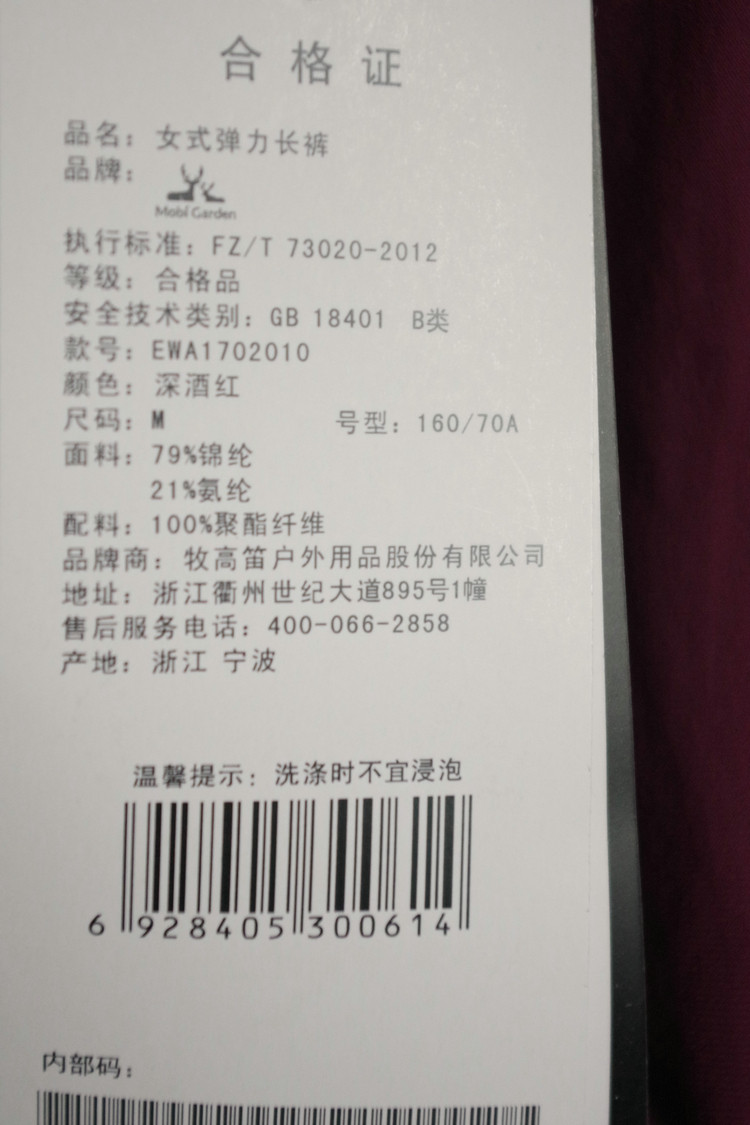 合格证
品名：女式弹力长裤
品牌：
Mobi Garden
执行标准：FZ/T 73020-2012
等级：合格品
安全技术类别：GB 18401 B类
款号：EWA1702010
颜色：深酒红
尺码：M 号型：160/70A
面料：79%锦纶
21%氨纶
配料：100%聚酯纤维
品牌商：牧高笛户外用品股份有限公司
地址：浙江衢州世纪大道895号1幢
售后服务电话：400-066-2858
产地：浙江 宁波
温馨提示：洗涤时不宜浸泡
6 928405 300614
内部码：